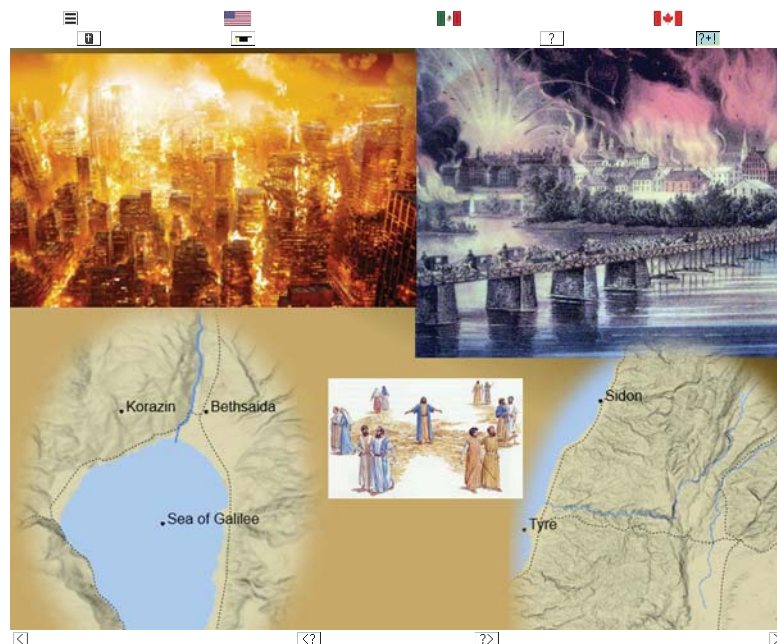 ?
?+!
Korazin
Bethsaida
Sea of Galilee
Sidon
Tyre
<
<?
?>
>